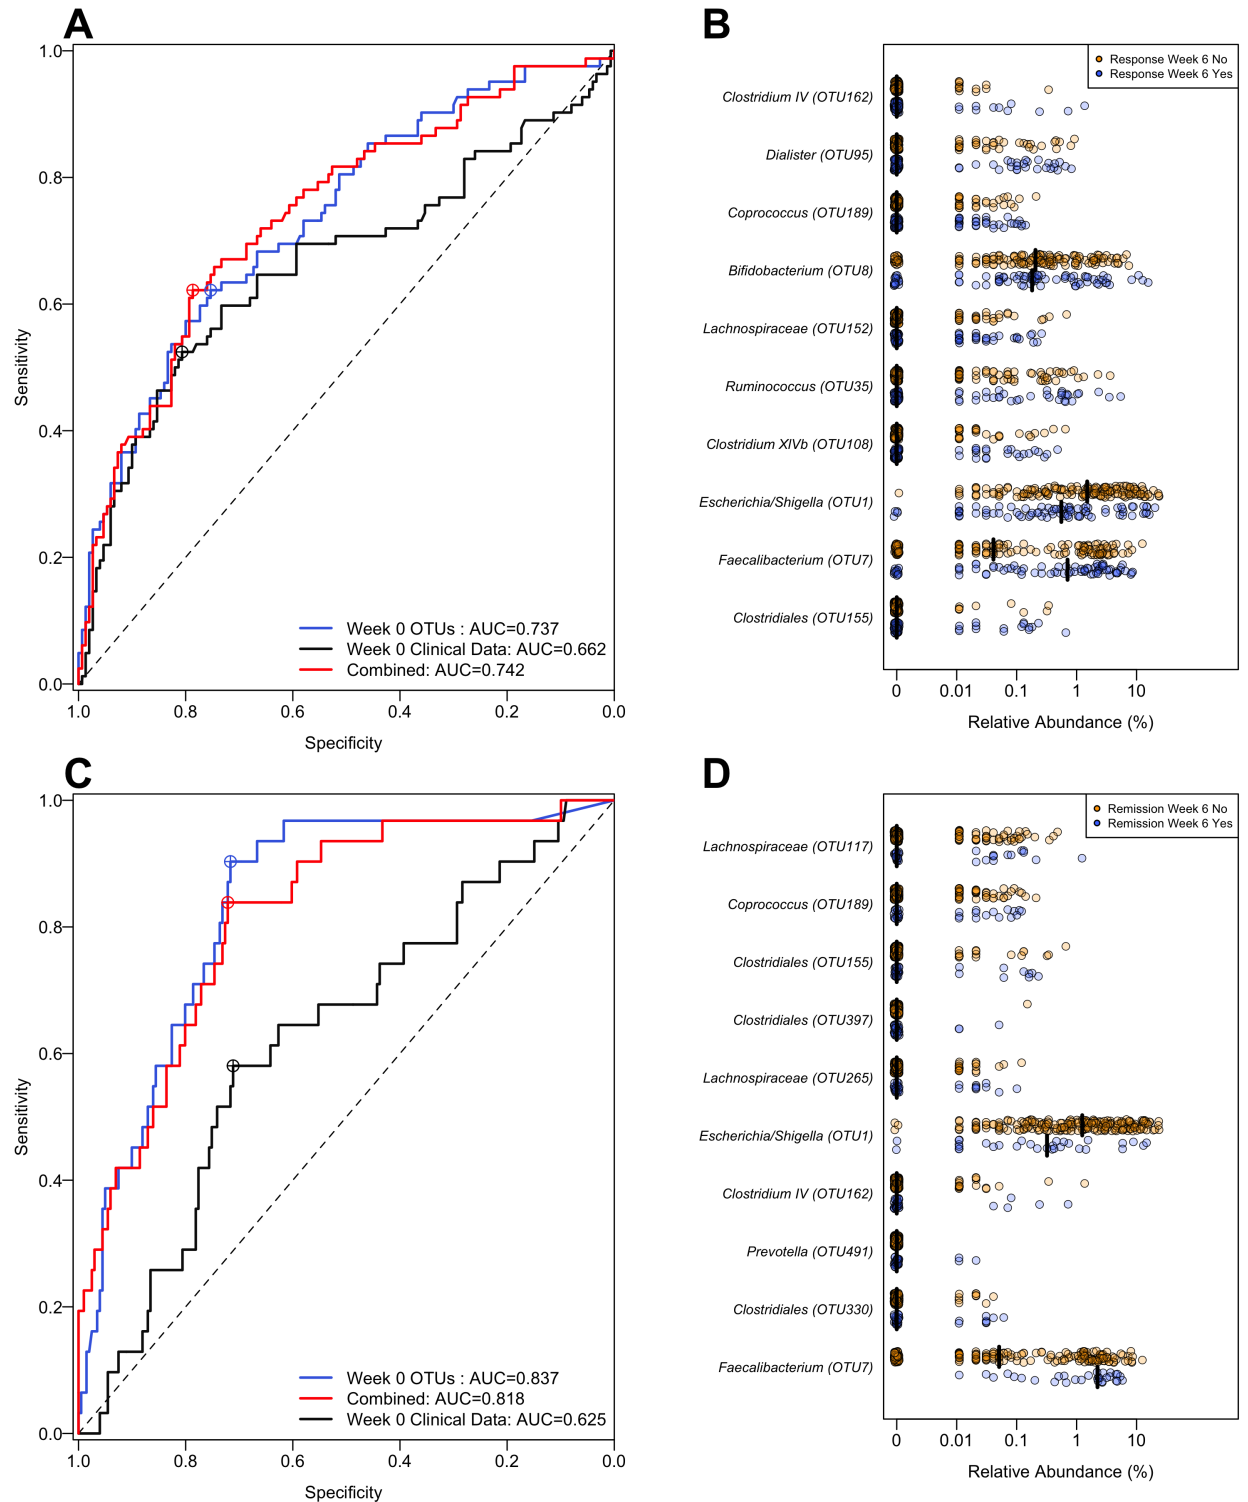 A
1.0
0.8
0.6
0.4
0.2
0.0
Sensitivity
Week 0 OTUs : AUC=0.737
Week 0 Clinical Data: AUC=0.662
Combined: AUC=0.742
1.0 0.8 0.6 0.4 0.2 0.0
Specificity
B
Response Week 6 No
Response Week 6 Yes
Clostridium IV (OTU162)
Dialister (OTU95)
Coprococcus (OTU189)
Bifidobacterium (OTU8)
Lachnospiraceae (OTU152)
Ruminococcus (OTU35)
Clostridium XlVb (OTU108)
Escherichia/Shigella (OTU1)
Faecalibacterium (OTU7)
Clostridiales (OTU155)
0 0.01 0.1 1 10
Relative Abundance (%)
C
1.0
0.8
0.6
0.4
0.2
0.0
Sensitivity
Week 0 OTUs : AUC=0.837
Combined: AUC=0.818
Week 0 Clinical Data: AUC=0.625
1.0 0.8 0.6 0.4 0.2 0.0
Specificity
D
Remission Week 6 No
Remission Week 6 Yes
Lachnospiraceae (OTU117)
Coprococcus (OTU189)
Clostridiales (OTU155)
Clostridiales (OTU397)
Lachnospiraceae (OTU265)
Escherichia/Shigella (OTU1)
Clostridium IV (OTU162)
Prevotella (OTU491)
Clostridiales (OTU330)
Faecalibacterium (OTU7)
0 0.01 0.1 1 10
Relative Abundance (%)